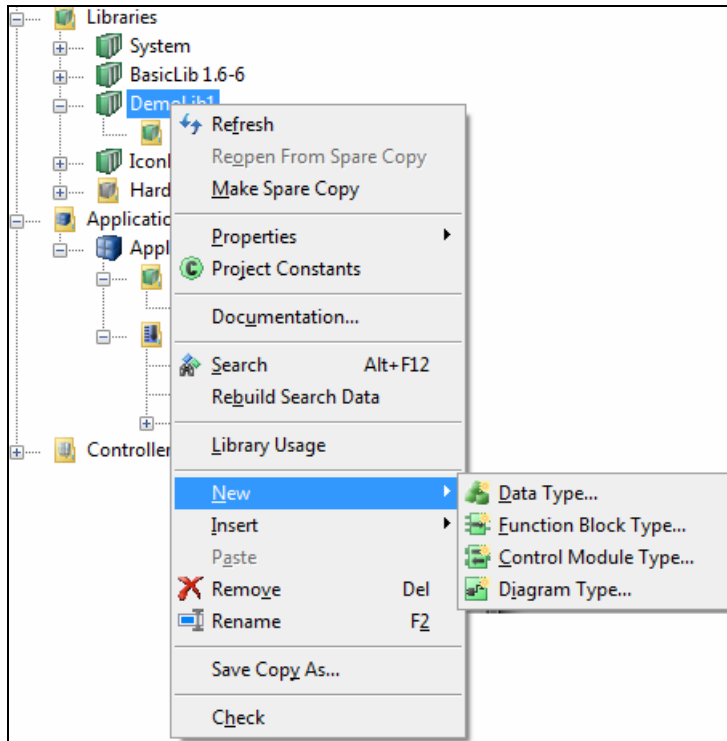 Libraries
System
BasicLib 1.6-6
DemoLib1
Refresh
Reopen From Spare Copy
Icon
Make Spare Copy
Hard
Applicatio
Properties
Appl
Project Constants
Documentation...
Search Alt+F12
Rebuild Search Data
Controller
Library Usage
New
Data Type...
Insert
Function Block Type...
Paste
Control Module Type...
Remove Del
Diagram Type...
Rename F2
Save Copy As...
Check